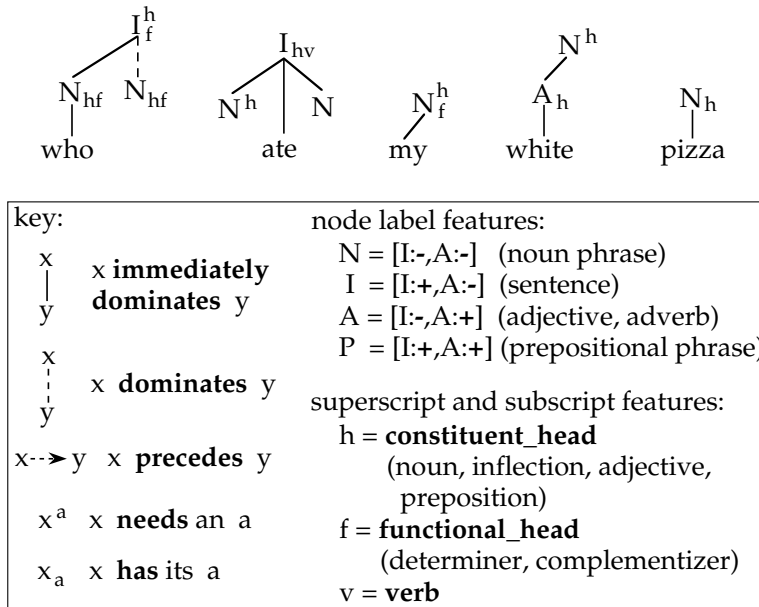 I h f
I hv
N h
N hf
N hf
N h
N
N h f
A h
N h
who
ate
my
white
pizza
key:
x
y
x immediately
dominates y
x
y
x dominates y
x y x precedes y
x a x needs an a
x a x has its a
node label features:
N = [I:-,A:-] (noun phrase)
I = [I:+,A:-] (sentence)
A = [I:-,A:+] (adjective, adverb)
P = [I:+,A:+] (prepositional phrase)
superscript and subscript features:
h = constituent_head
(noun, inflection, adjective,
preposition)
f = functional_head
(determiner, complementizer)
v = verb